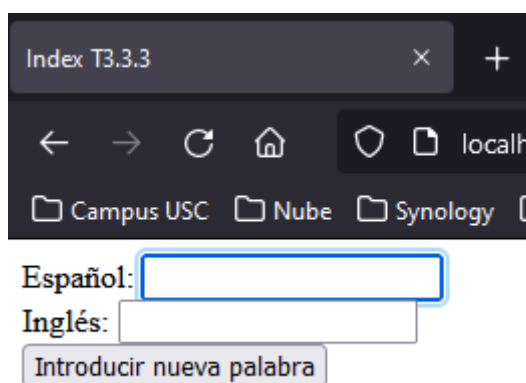 Index T3.3.3
localh
Campus USC Nube Synology
Español:
Inglés:
Introducir nueva palabra